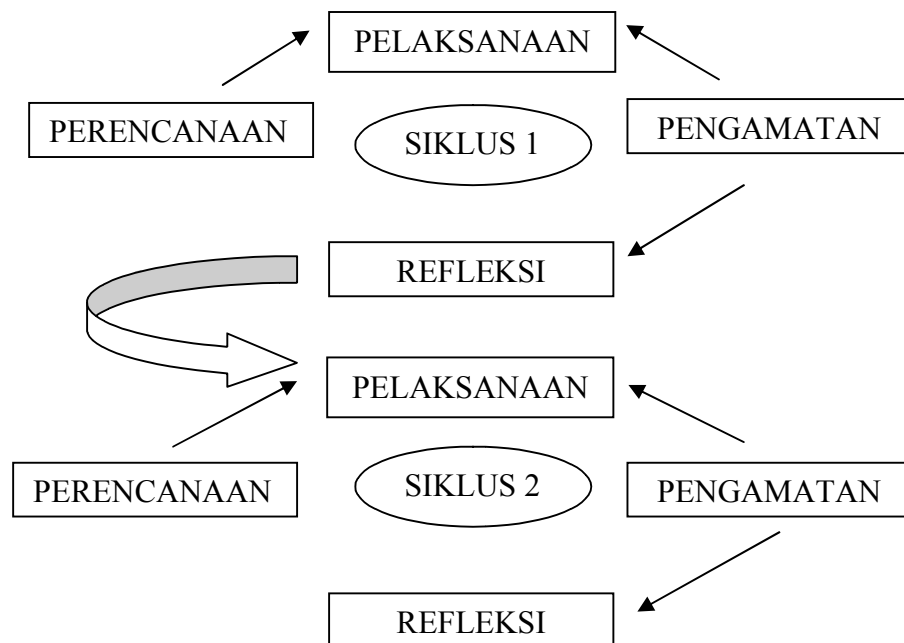 PELAKSANAAN
PERENCANAAN
SIKLUS 1
PENGAMATAN
REFLEKSI
PELAKSANAAN
PERENCANAAN
SIKLUS 2
PENGAMATAN
REFLEKSI